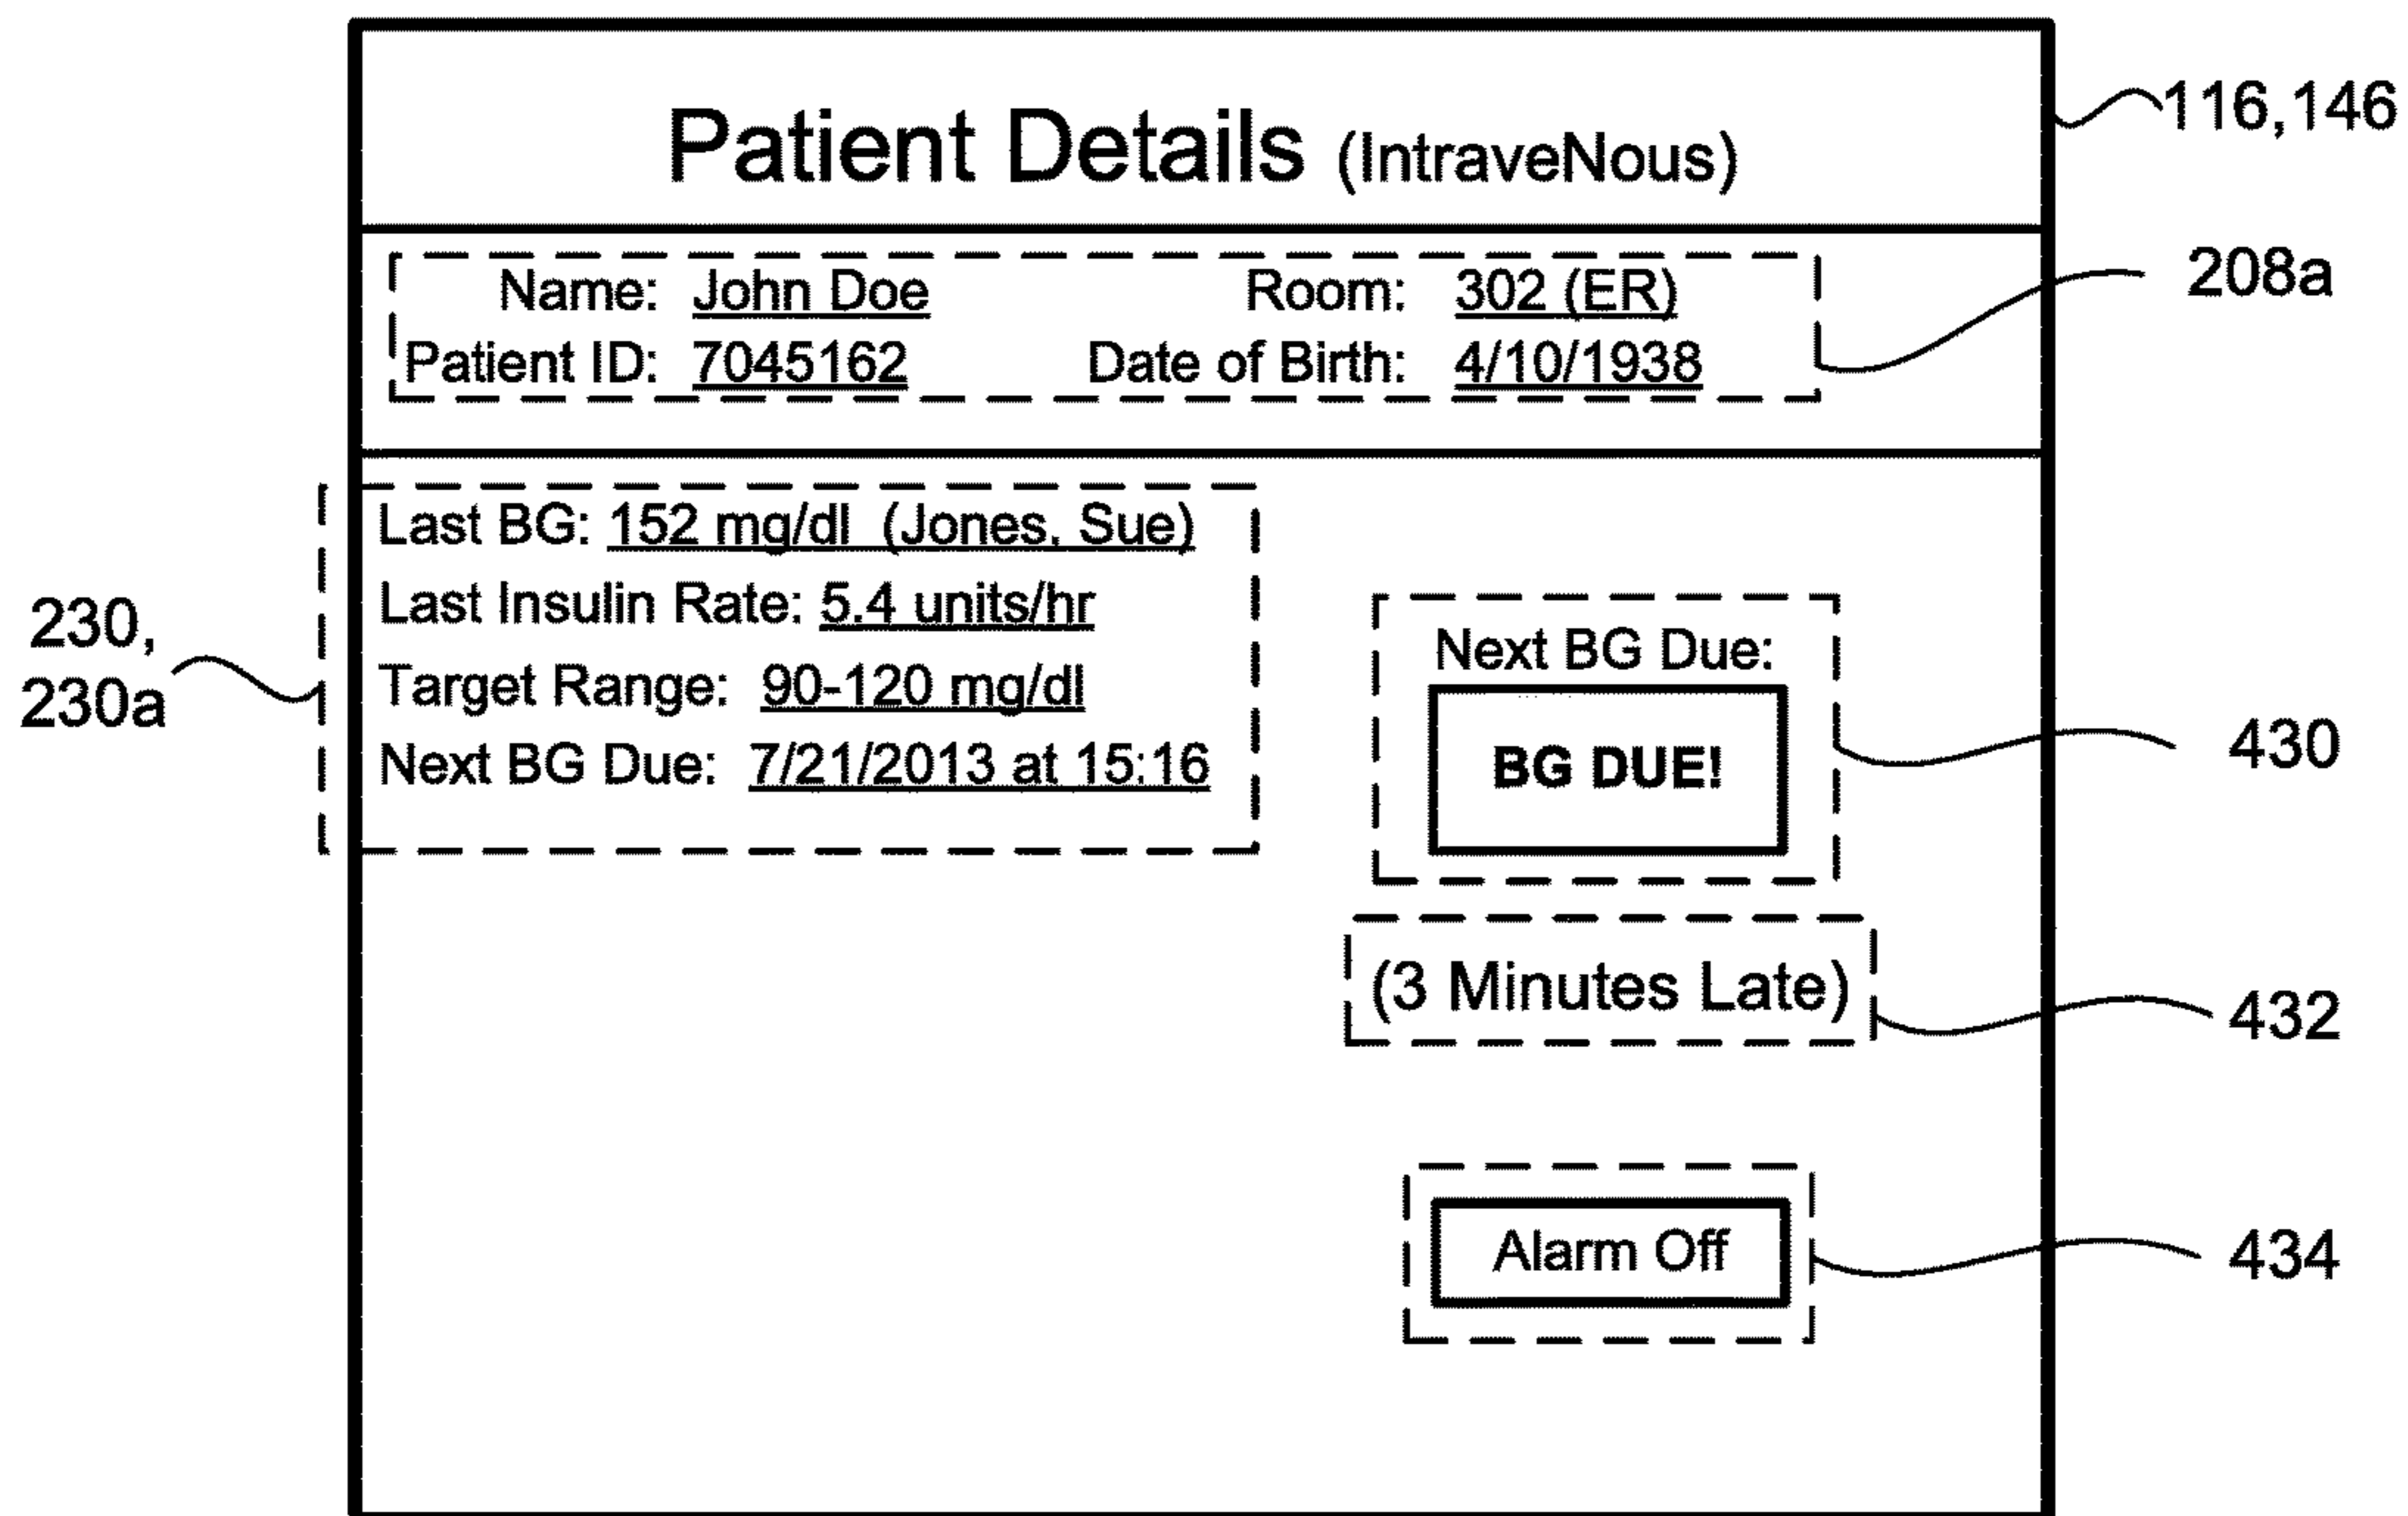 Patient Details (IntraveNous)
116,146
Name: John Doe Room: 302 (ER)
208a
Patient ID: 7045162 Date of Birth: 4/10/1938
Last BG: 152 mg/dl (Jones, Sue)
Last Insulin Rate: 5.4 units/hr
Target Range: 90-120 mg/dl
Next BG Due: 7/21/2013 at 15:16
230,
230a
Next BG Due:
BG DUE!
430
(3 Minutes Late)
432
Alarm Off
434